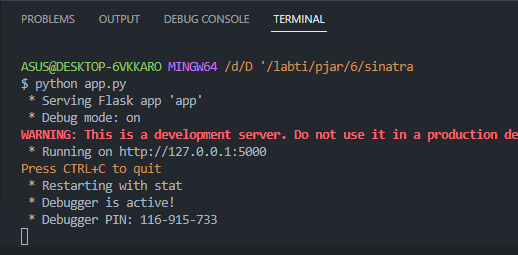 PROBLEMS OUTPUT DEBUG CONSOLE TERMINAL
ASUS@DESKTOP-6VKKARO MINGW64 /d/D '/labti/pjar/6/sinatra
$ python app.py
* Serving Flask app 'app'
* Debug mode: on
WARNING: This is a development server. Do not use it in a production de
* Running on http://127.0.0.1:5000
Press CTRL+C to quit
* Restarting with stat
* Debugger is active!
* Debugger PIN: 116-915-733